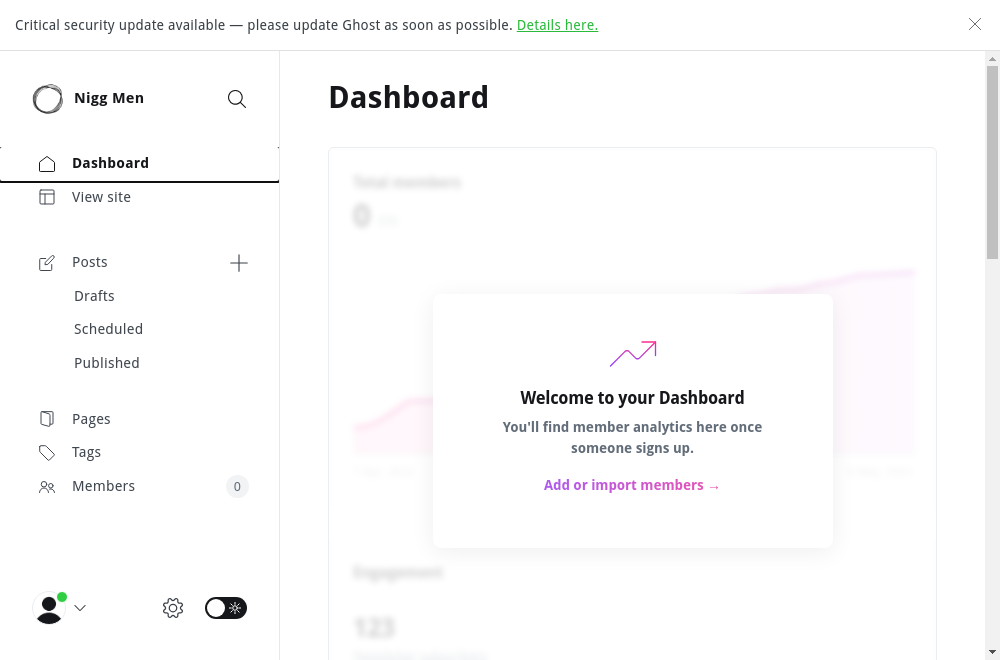 Critical security update available — please update Ghost as soon as possible. Details here.
Nigg Men
Dashboard
View site
Posts
Drafts
Scheduled
Published
Pages
Tags
Members
0
Dashboard
Total members
0
Welcome to your Dashboard
You'll find member analytics here once
someone signs up.
Add or import members →
Engagement
123